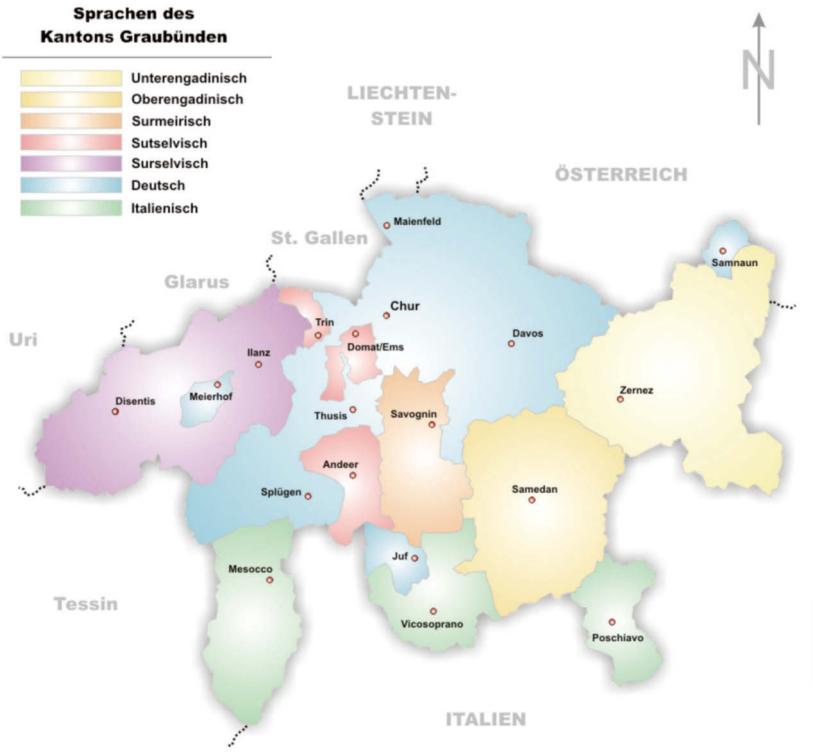 Sprachen des
Kantons Graubünden
Unterengadinisch
Oberengadinisch
Surmeirisch
Sutselvisch
Surselvisch
Deutsch
Italienisch
N
LIECHTEN-
STEIN
ÖSTERREICH
St. Gallen
Glarus
Uri
Tessin
ITALIEN
Maienfeld
Samnaun
Chur
Trin
Domat/Ems
Davos
Ilanz
Disentis
Meierhof
Thusis
Savognin
Zernez
Andeer
Splügen
Samedan
Juf
Mesocco
Vicosoprano
Poschiavo